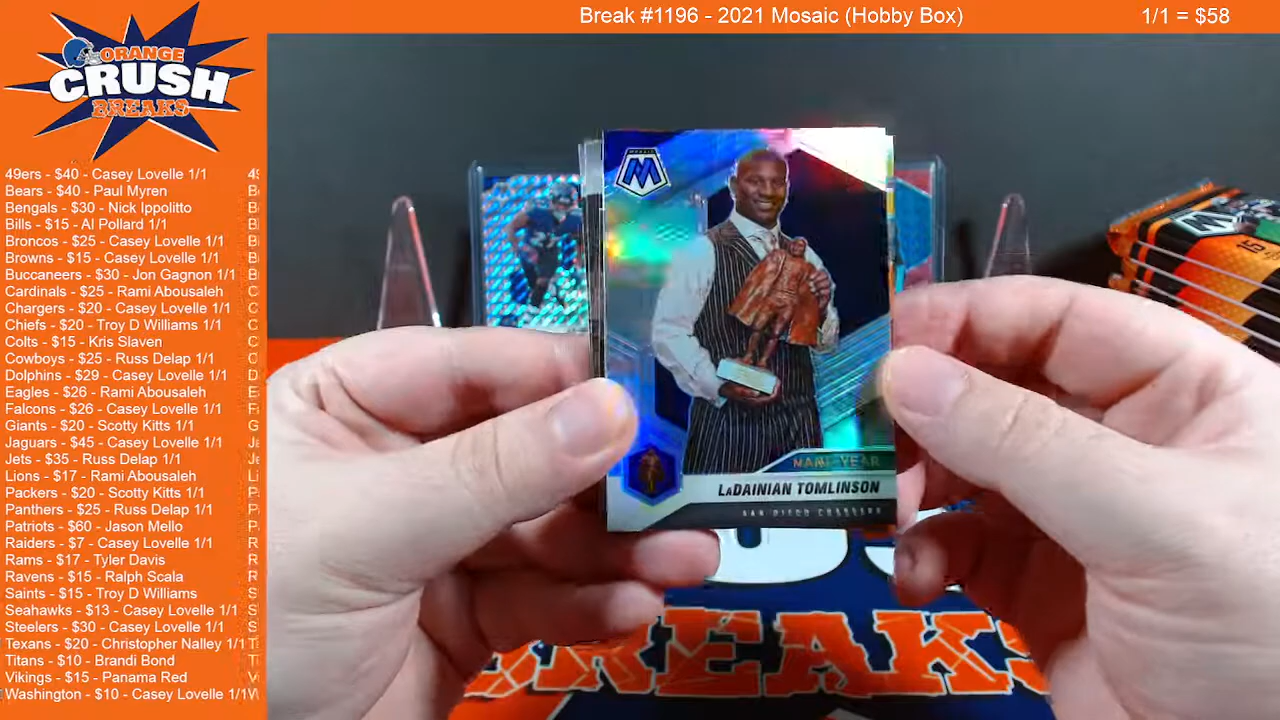 Break #1196 - 2021 Mosaic (Hobby Box)
1/1 = $58
ORANGE
CRUSH
BREAKS
49ers - $40 - Casey Lovelle 1/1
Bears - $40 - Paul Myren
Bengals - $30 - Nick Ippolitto
Bills - $15 - Al Pollard 1/1
Broncos - $25 - Casey Lovelle 1/1
Browns - $15 - Casey Lovelle 1/1
Buccaneers - $30 - Jon Gagnon 1/1
Cardinals - $25 - Rami Abousaleh
Chargers - $20 - Casey Lovelle 1/1
Chiefs - $20 - Troy D Williams 1/1
Colts - $15 - Kris Slaven
Cowboys - $25 - Russ Delap 1/1
Dolphins - $29 - Casey Lovelle 1/1
Eagles - $26 - Rami Abousaleh
Falcons - $26 - Casey Lovelle 1/1
Giants - $20 - Scotty Kitts 1/1
Jaguars - $45 - Casey Lovelle 1/1
Jets - $35 - Russ Delap 1/1
Lions - $17 - Rami Abousaleh
Packers - $20 - Scotty Kitts 1/1
Panthers - $25 - Russ Delap 1/1
Patriots - $60 - Jason Mello
Raiders - $7 - Casey Lovelle 1/1
Rams - $17 - Tyler Davis
Ravens - $15 - Ralph Scala
Saints - $15 - Troy D Williams
Seahawks - $13 - Casey Lovelle 1/1
Steelers - $30 - Casey Lovelle 1/1
Texans - $20 - Christopher Nalley 1/1
Titans - $10 - Brandi Bond
Vikings - $15 - Panama Red
Washington - $10 - Casey Lovelle 1/1
MOSAIC
M
YEAR
LaDAINIAN TOMLINSON
SAN DIEGO CHARGERS
15
BREAKS